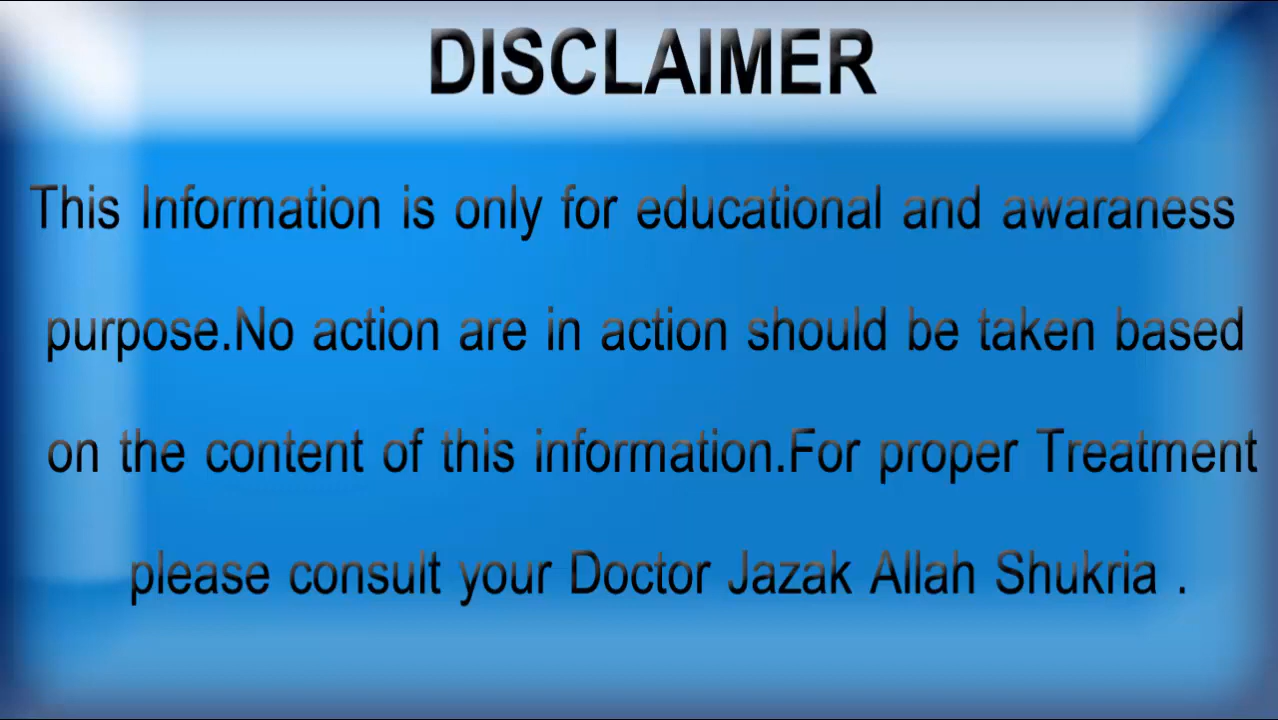 DISCLAIMER
This Information is only for educational and awaraness
purpose.No action are in action should be taken based
on the content of this information.For proper Treatment
please consult your Doctor Jazak Allah Shukria .